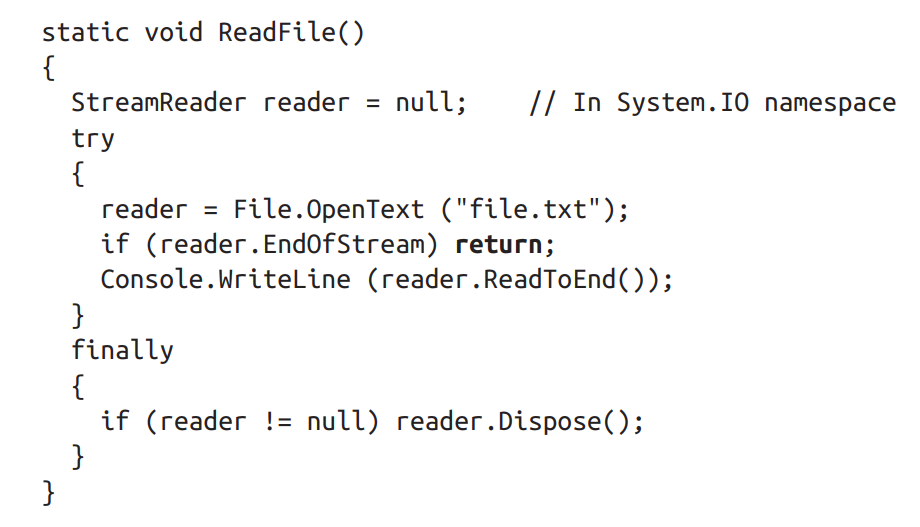 static void ReadFile()
{
  StreamReader reader = null;    // In System.IO namespace
  try
  {
    reader = File.OpenText ("file.txt");
    if (reader.EndOfStream) return;
    Console.WriteLine (reader.ReadToEnd());
  }
  finally
  {
    if (reader != null) reader.Dispose();
  }
}